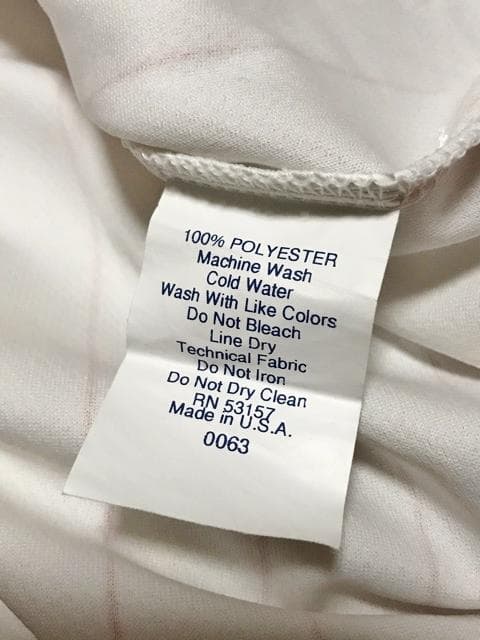 100% POLYESTER
Machine Wash
Cold Water
Wash With Like Colors
Do Not Bleach
Line Dry
Technical Fabric
Do Not Iron
Do Not Dry Clean
RN 53157
Made in U.S.A.
0063